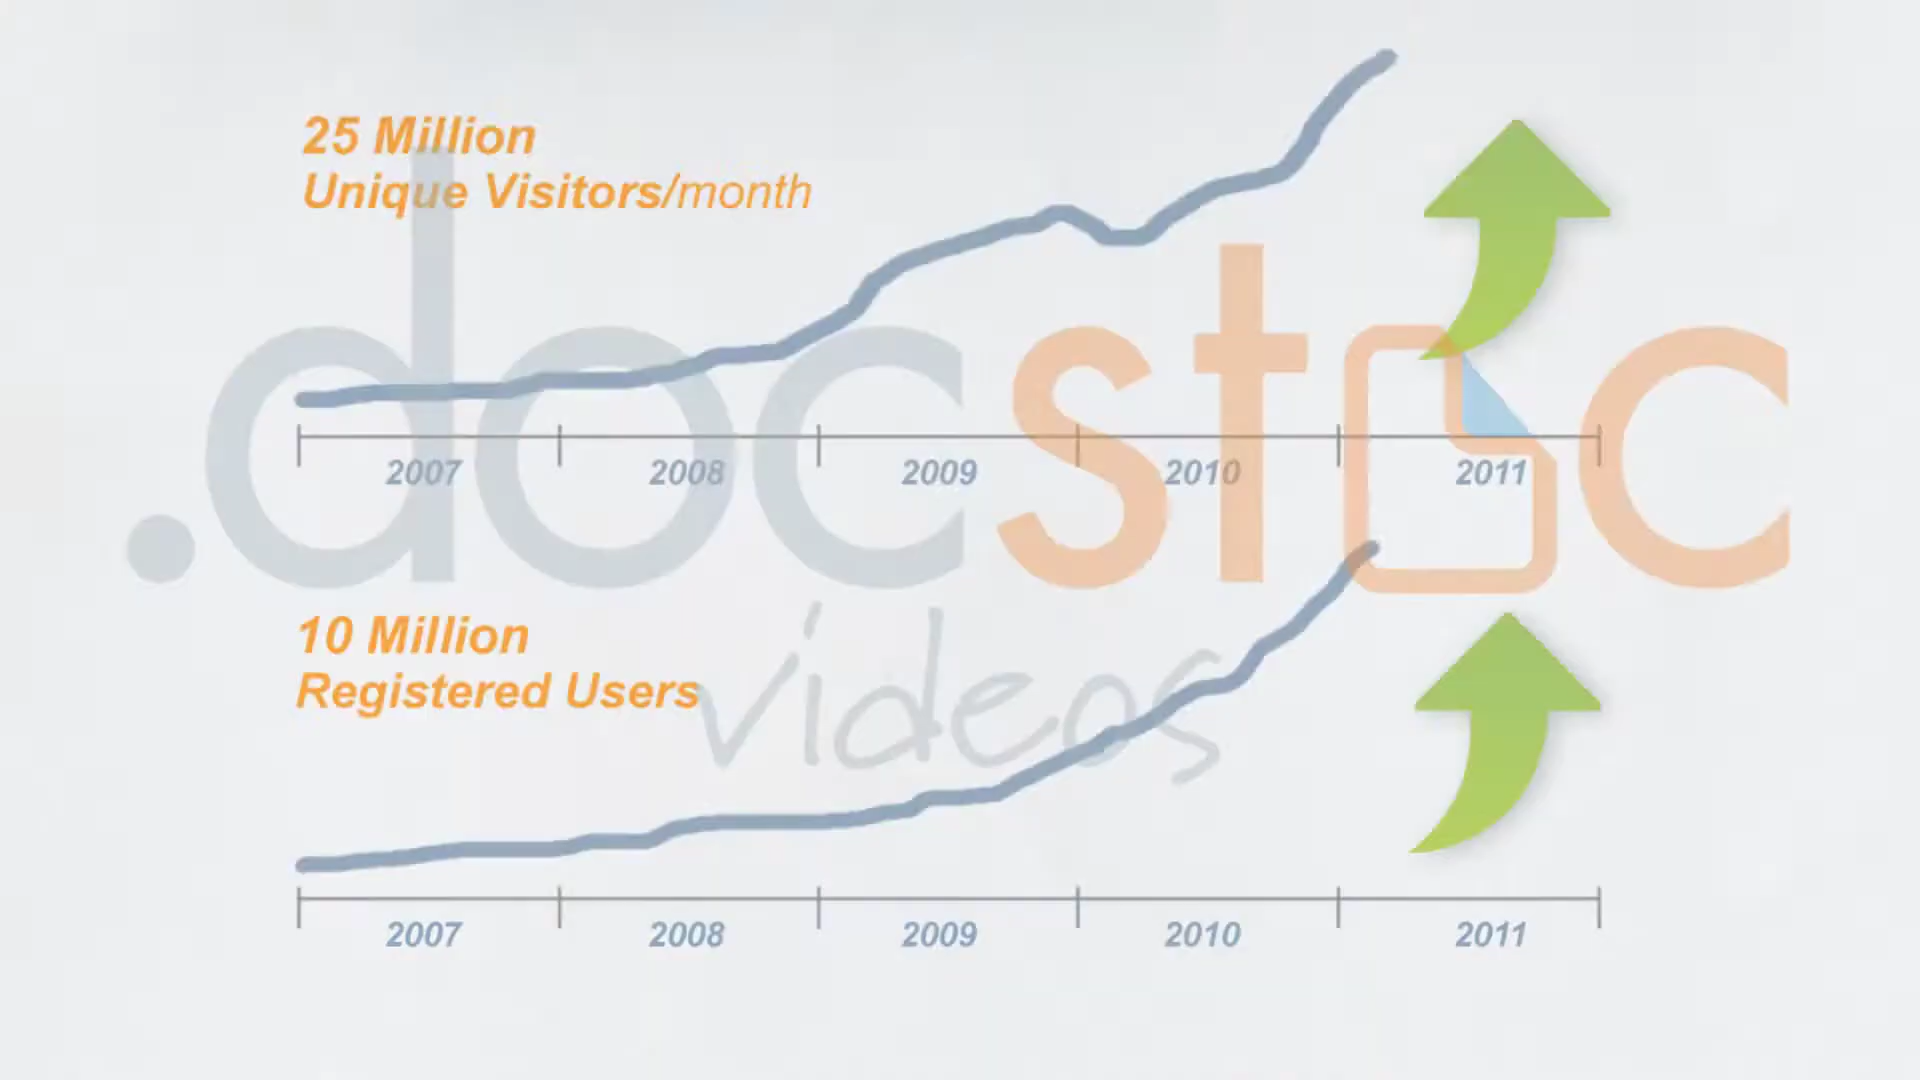 25 Million
Unique Visitors/month
2007 2008 2009 2010 2011
.docstoc
videos
10 Million
Registered Users
2007 2008 2009 2010 2011